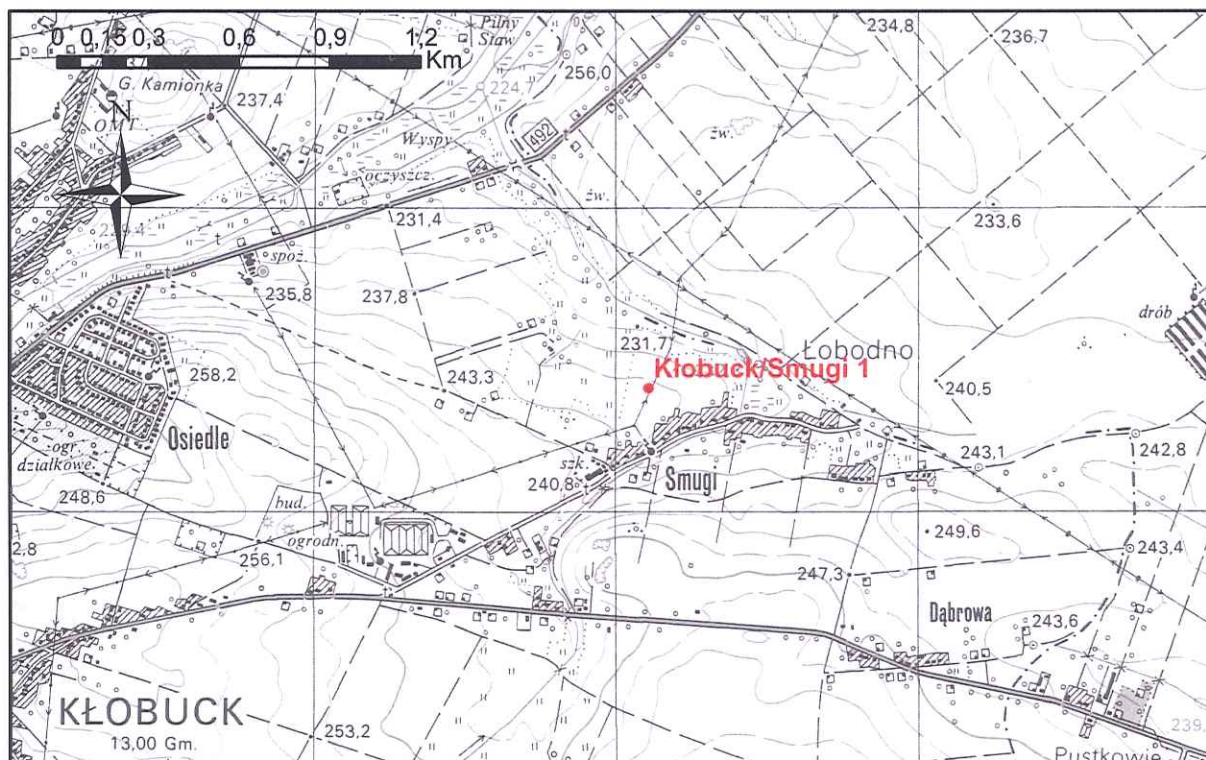 0 0,15 0,3 0,6 0,9 1,2
Km
Pilny
Staw
234,8
236,7
G. Kamionka
237,4
256,0
224,7
N
492
Wyspy
żw.
oczyszcz.
żw.
231,4
233,6
t
spoż.
t
235,8
237,8
drób
231,7
Łobodno
258,2
243,3
Kłobuck/Smugi 1
240,5
Osiedle
ogr.
działkowe
szk.
243,1
242,8
248,6
240,8
Smugi
bud.
ogrodn.
249,6
2,8
256,1
243,4
247,3
Dąbrowa
243,6
KŁOBUCK
13,00 Gm.
253,2
239,
Pustkowie